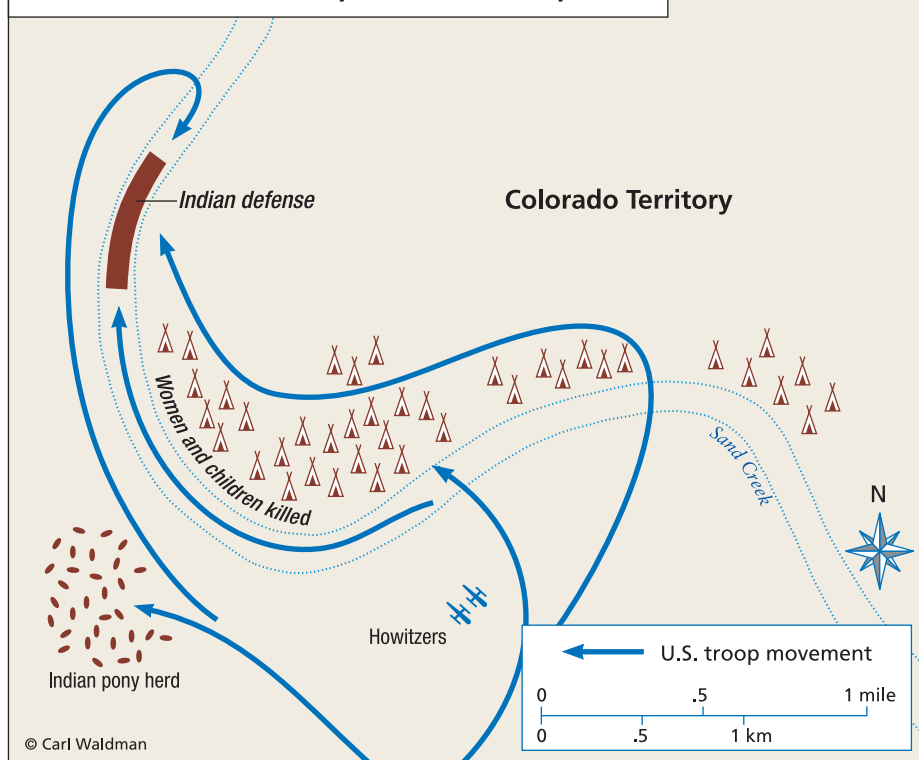 Indian defense
Colorado Territory
Women and children killed
Sand Creek
N
Indian pony herd
Howitzers
U.S. troop movement
0 .5 1 mile
0 .5 1 km
© Carl Waldman